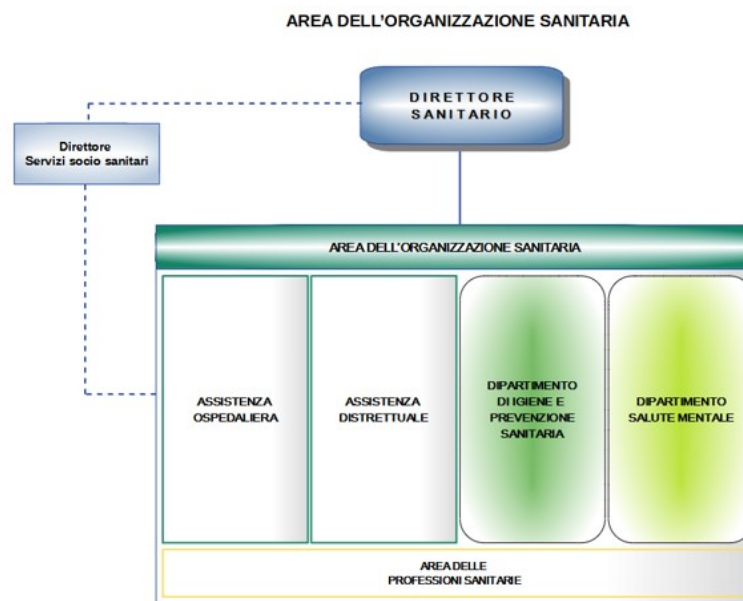 AREA DELL'ORGANIZZAZIONE SANITARIA
DIRETTORE
SANITARIO
Direttore
Servizi socio sanitari
AREA DELL'ORGANIZZAZIONE SANITARIA
ASSISTENZA
OSPEDALIERA
ASSISTENZA
DISTRETTUALE
DIPARTIMENTO
DI IGIENE E
PREVENZIONE
SANITARIA
DIPARTIMENTO
SALUTE MENTALE
AREA DELLE
PROFESSIONI SANITARIE